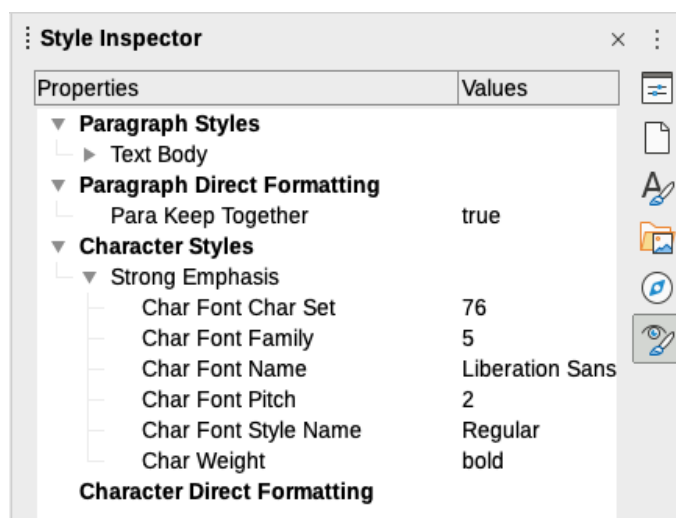 Style Inspector
Properties Values
Paragraph Styles
Text Body
Paragraph Direct Formatting
Para Keep Together true
Character Styles
Strong Emphasis
Char Font Char Set 76
Char Font Family 5
Char Font Name Liberation Sans
Char Font Pitch 2
Char Font Style Name Regular
Char Weight bold
Character Direct Formatting